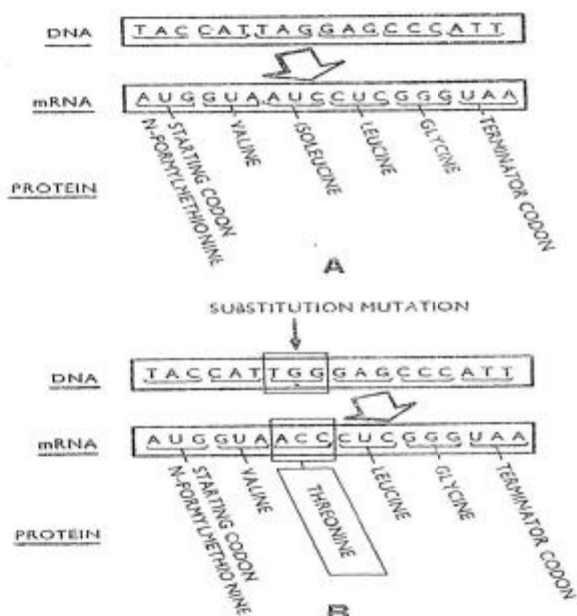 DNA
TACCATTAGGAGCCCATT
mRNA
AUGGUAAUCCUCGGGUAA
PROTEIN
STARTING CODON
N-FORMYLMETHIONINE
VALINE
ISOLEUCINE
LEUCINE
GLYCINE
TERMINATOR CODON
A
SUBSTITUTION MUTATION
DNA
TACCATTGGGAGCCCATT
mRNA
AUGGUAACCCUCGGGUAA
PROTEIN
STARTING CODON
N-FORMYLMETHIONINE
VALINE
THREONINE
LEUCINE
GLYCINE
TERMINATOR CODON
B